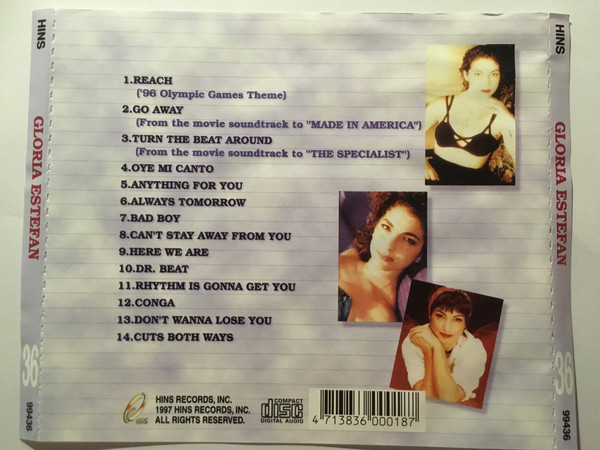 HINS
GLORIA ESTEFAN
36
99436
1.REACH
('96 Olympic Games Theme)
2.GO AWAY
(From the movie soundtrack to "MADE IN AMERICA")
3.TURN THE BEAT AROUND
(From the movie soundtrack to "THE SPECIALIST")
4.OYE MI CANTO
5.ANYTHING FOR YOU
6.ALWAYS TOMORROW
7.BAD BOY
8.CAN'T STAY AWAY FROM YOU
9.HERE WE ARE
10.DR. BEAT
11.RHYTHM IS GONNA GET YOU
12.CONGA
13.DON'T WANNA LOSE YOU
14.CUTS BOTH WAYS
HINS
HINS RECORDS, INC.
1997 HINS RECORDS, INC.
ALL RIGHTS RESERVED.
COMPACT
disc
DIGITAL AUDIO
4 713836 000187
HINS
GLORIA ESTEFAN
36
99436